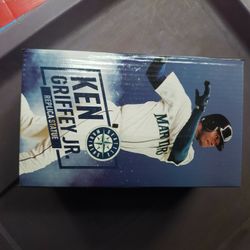 KEN
GRIFFEY JR.
REPLICA STATUE
MARINERS